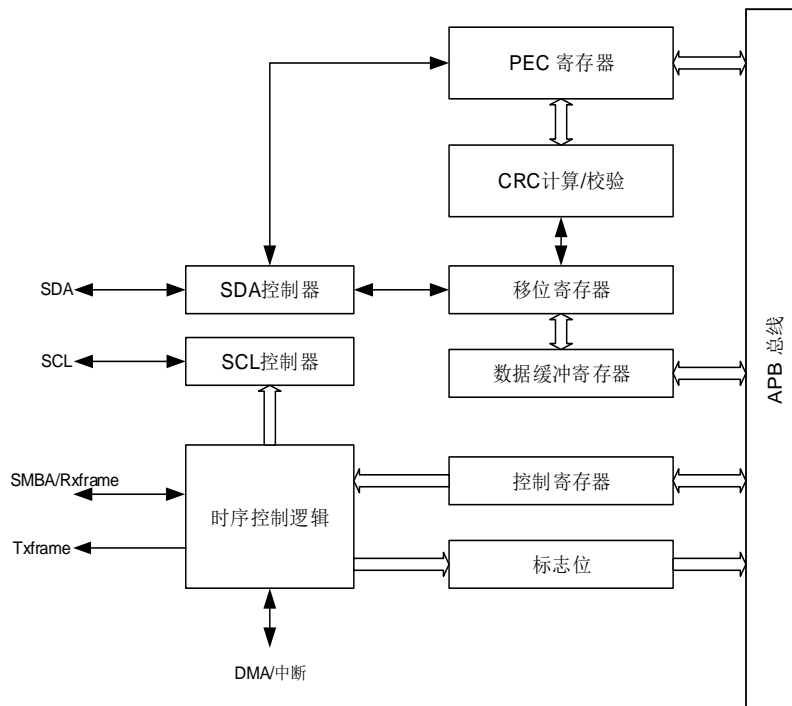 PEC 寄存器
CRC计算/校验
SDA
SDA控制器
移位寄存器
SCL
SCL控制器
数据缓冲寄存器
APB 总线
SMBA/Rxframe
时序控制逻辑
控制寄存器
Txframe
标志位
DMA/中断